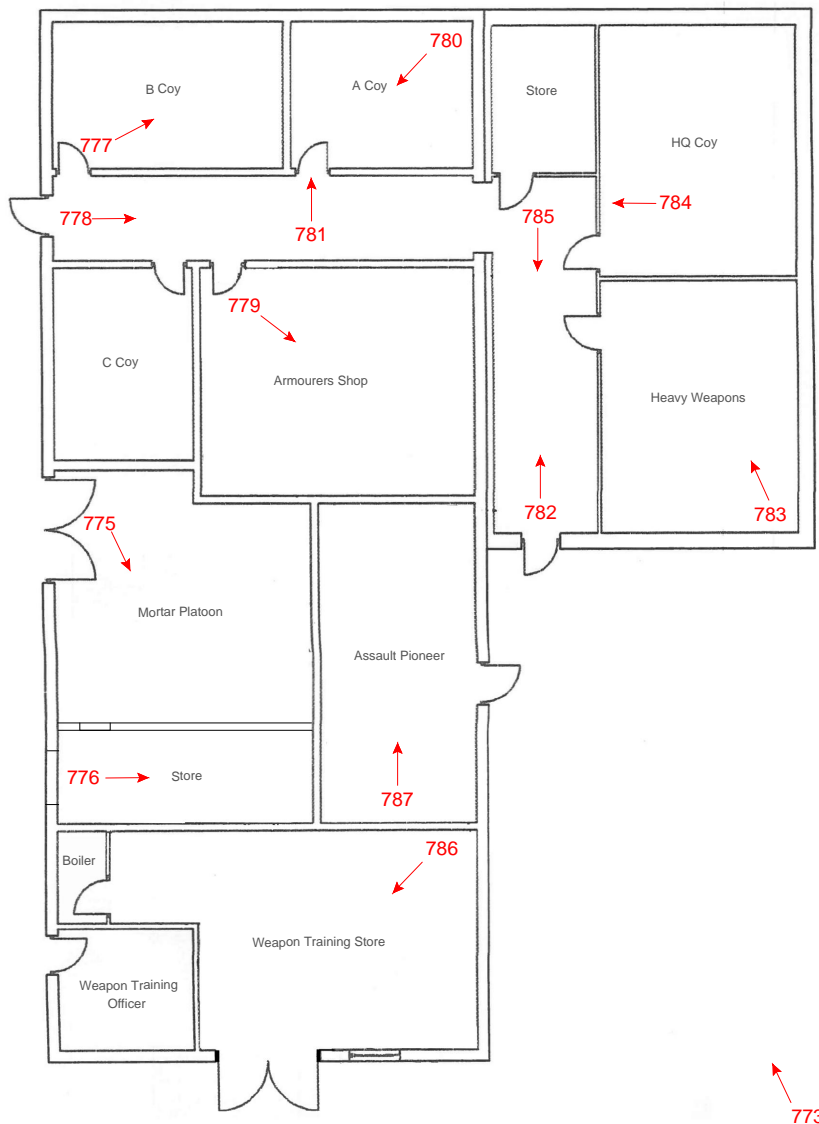 780
B Coy
A Coy
Store
777
HQ Coy
784
778
781
785
779
C Coy
Armourers Shop
Heavy Weapons
775
782
783
Mortar Platoon
Assault Pioneer
776
Store
787
786
Boiler
Weapon Training Store
Weapon Training
Officer
773